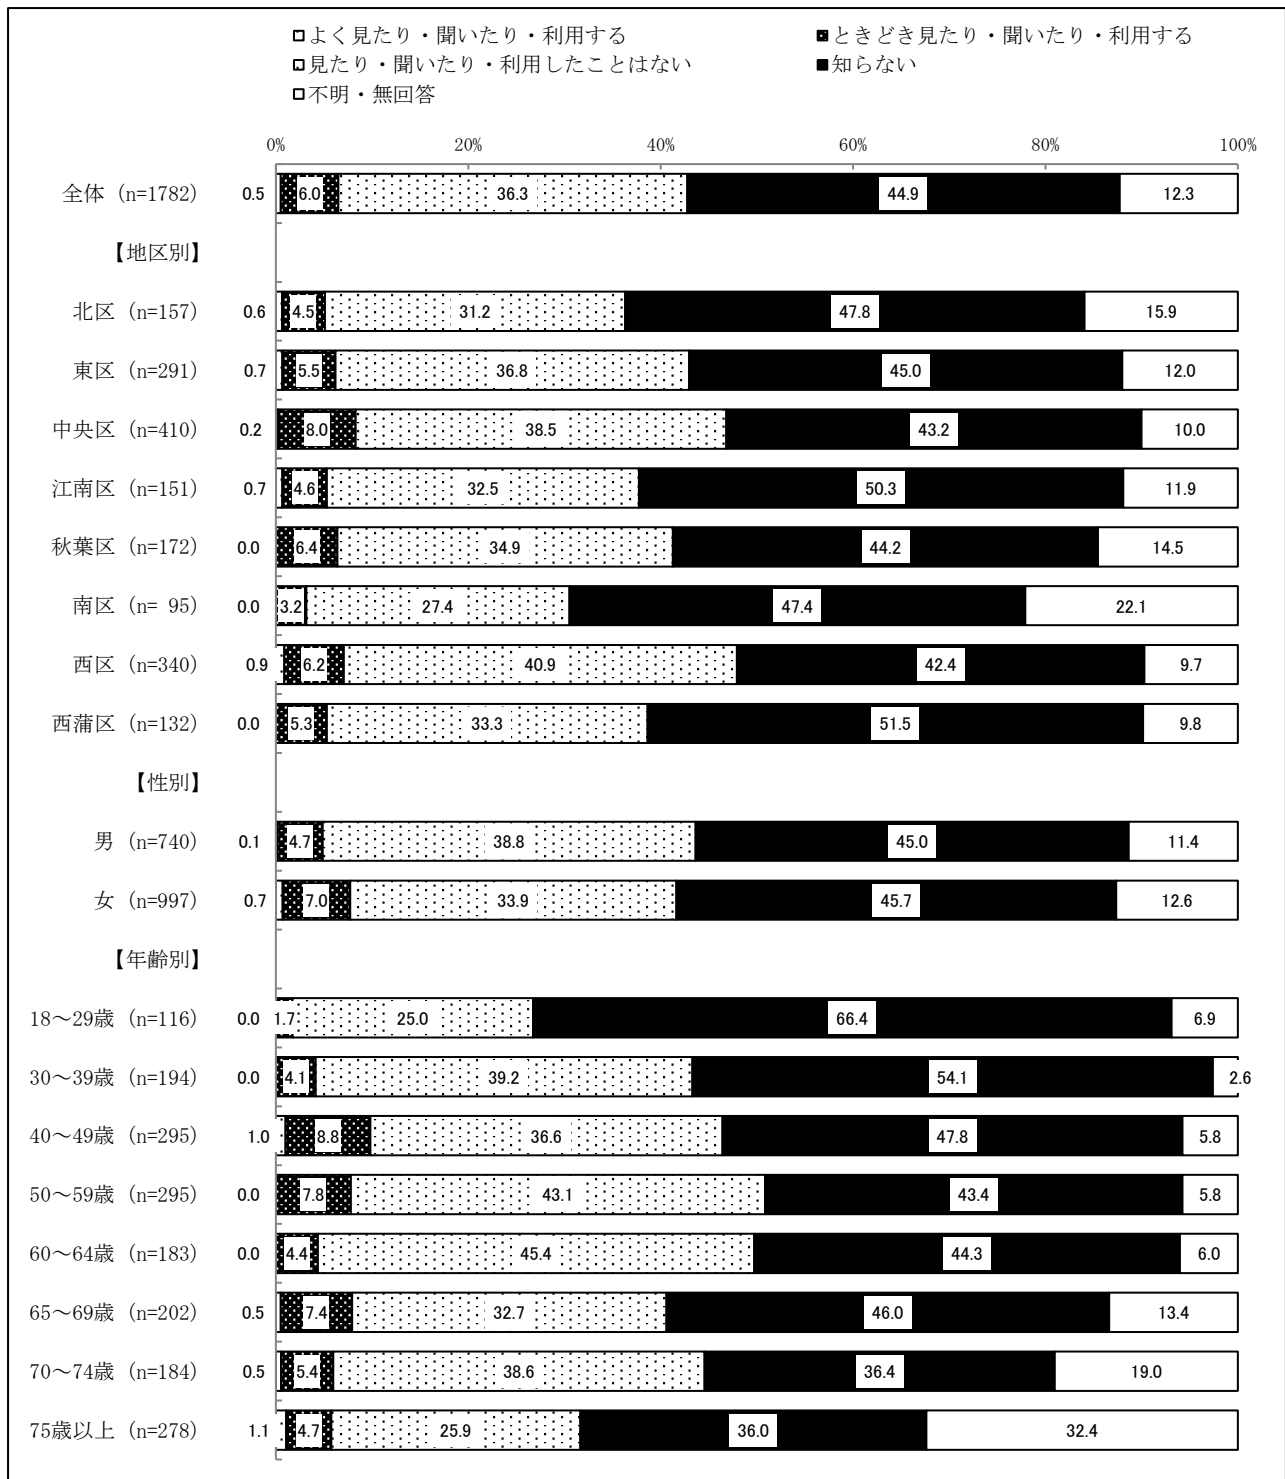 □よく見たり・聞いたり・利用する ■ときどき見たり・聞いたり・利用する
□見たり・聞いたり・利用したことはない ■知らない
□不明・無回答
0% 20% 40% 60% 80% 100%
全体 (n=1782) 0.5 6.0 36.3 44.9 12.3
【地区別】
北区 (n=157) 0.6 4.5 31.2 47.8 15.9
東区 (n=291) 0.7 5.5 36.8 45.0 12.0
中央区 (n=410) 0.2 8.0 38.5 43.2 10.0
江南区 (n=151) 0.7 4.6 32.5 50.3 11.9
秋葉区 (n=172) 0.0 6.4 34.9 44.2 14.5
南区 (n= 95) 0.0 3.2 27.4 47.4 22.1
西区 (n=340) 0.9 6.2 40.9 42.4 9.7
西蒲区 (n=132) 0.0 5.3 33.3 51.5 9.8
【性別】
男 (n=740) 0.1 4.7 38.8 45.0 11.4
女 (n=997) 0.7 7.0 33.9 45.7 12.6
【年齢別】
18～29歳 (n=116) 0.0 1.7 25.0 66.4 6.9
30～39歳 (n=194) 0.0 4.1 39.2 54.1 2.6
40～49歳 (n=295) 1.0 8.8 36.6 47.8 5.8
50～59歳 (n=295) 0.0 7.8 43.1 43.4 5.8
60～64歳 (n=183) 0.0 4.4 45.4 44.3 6.0
65～69歳 (n=202) 0.5 7.4 32.7 46.0 13.4
70～74歳 (n=184) 0.5 5.4 38.6 36.4 19.0
75歳以上 (n=278) 1.1 4.7 25.9 36.0 32.4